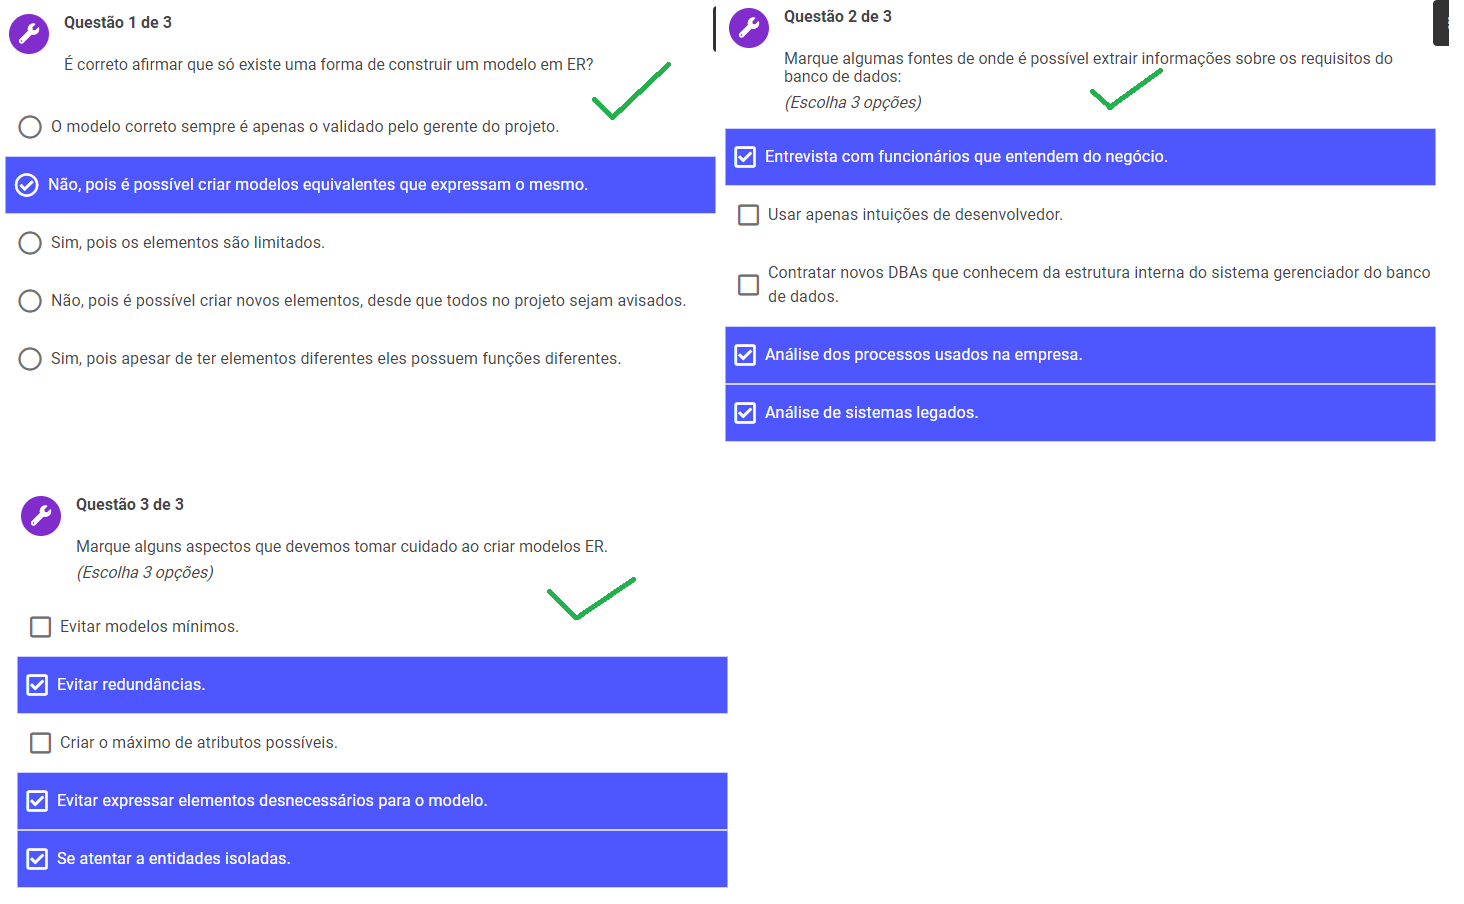 Questão 1 de 3
É correto afirmar que só existe uma forma de construir um modelo em ER?
O modelo correto sempre é apenas o validado pelo gerente do projeto.
Não, pois é possível criar modelos equivalentes que expressam o mesmo.
Sim, pois os elementos são limitados.
Não, pois é possível criar novos elementos, desde que todos no projeto sejam avisados.
Sim, pois apesar de ter elementos diferentes eles possuem funções diferentes.
Questão 2 de 3
Marque algumas fontes de onde é possível extrair informações sobre os requisitos do
banco de dados:
(Escolha 3 opções)
Entrevista com funcionários que entendem do negócio.
Usar apenas intuições de desenvolvedor.
Contratar novos DBAs que conhecem da estrutura interna do sistema gerenciador do banco
de dados.
Análise dos processos usados na empresa.
Análise de sistemas legados.
Questão 3 de 3
Marque alguns aspectos que devemos tomar cuidado ao criar modelos ER.
(Escolha 3 opções)
Evitar modelos mínimos.
Evitar redundâncias.
Criar o máximo de atributos possíveis.
Evitar expressar elementos desnecessários para o modelo.
Se atentar a entidades isoladas.